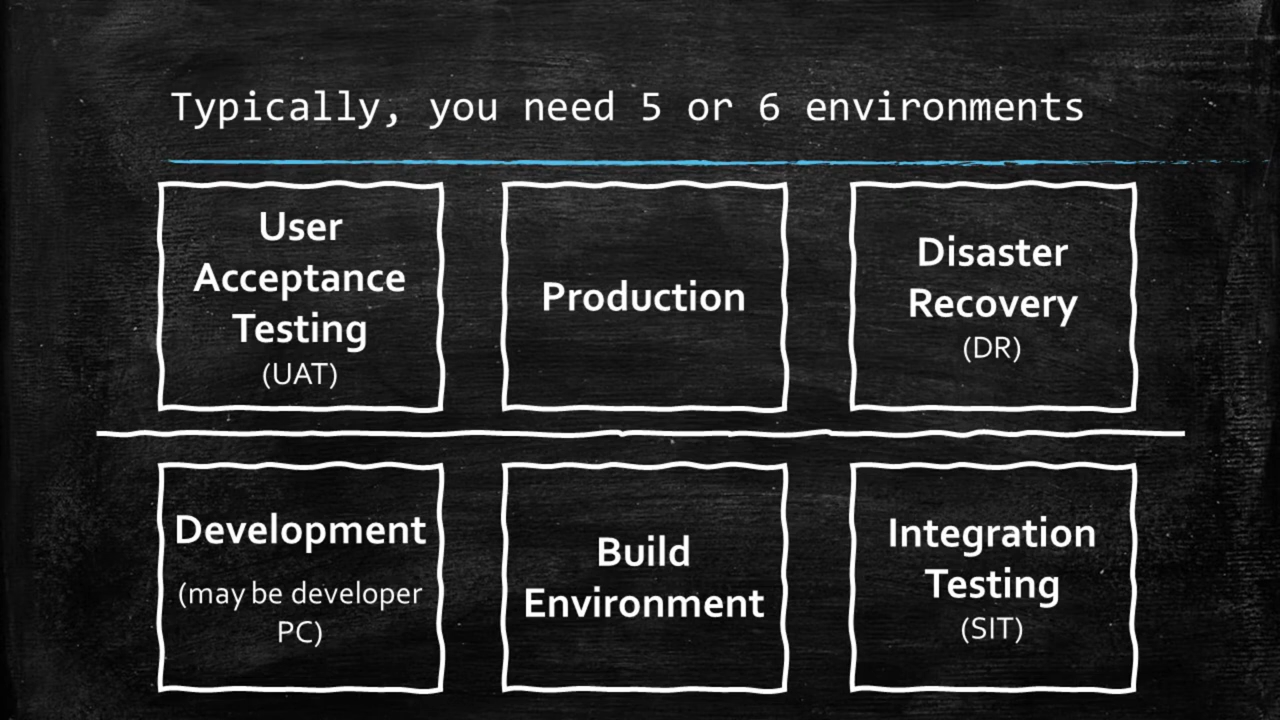 Typically, you need 5 or 6 environments
User
Acceptance
Testing
(UAT)
Production
Disaster
Recovery
(DR)
Development
(may be developer
PC)
Build
Environment
Integration
Testing
(SIT)